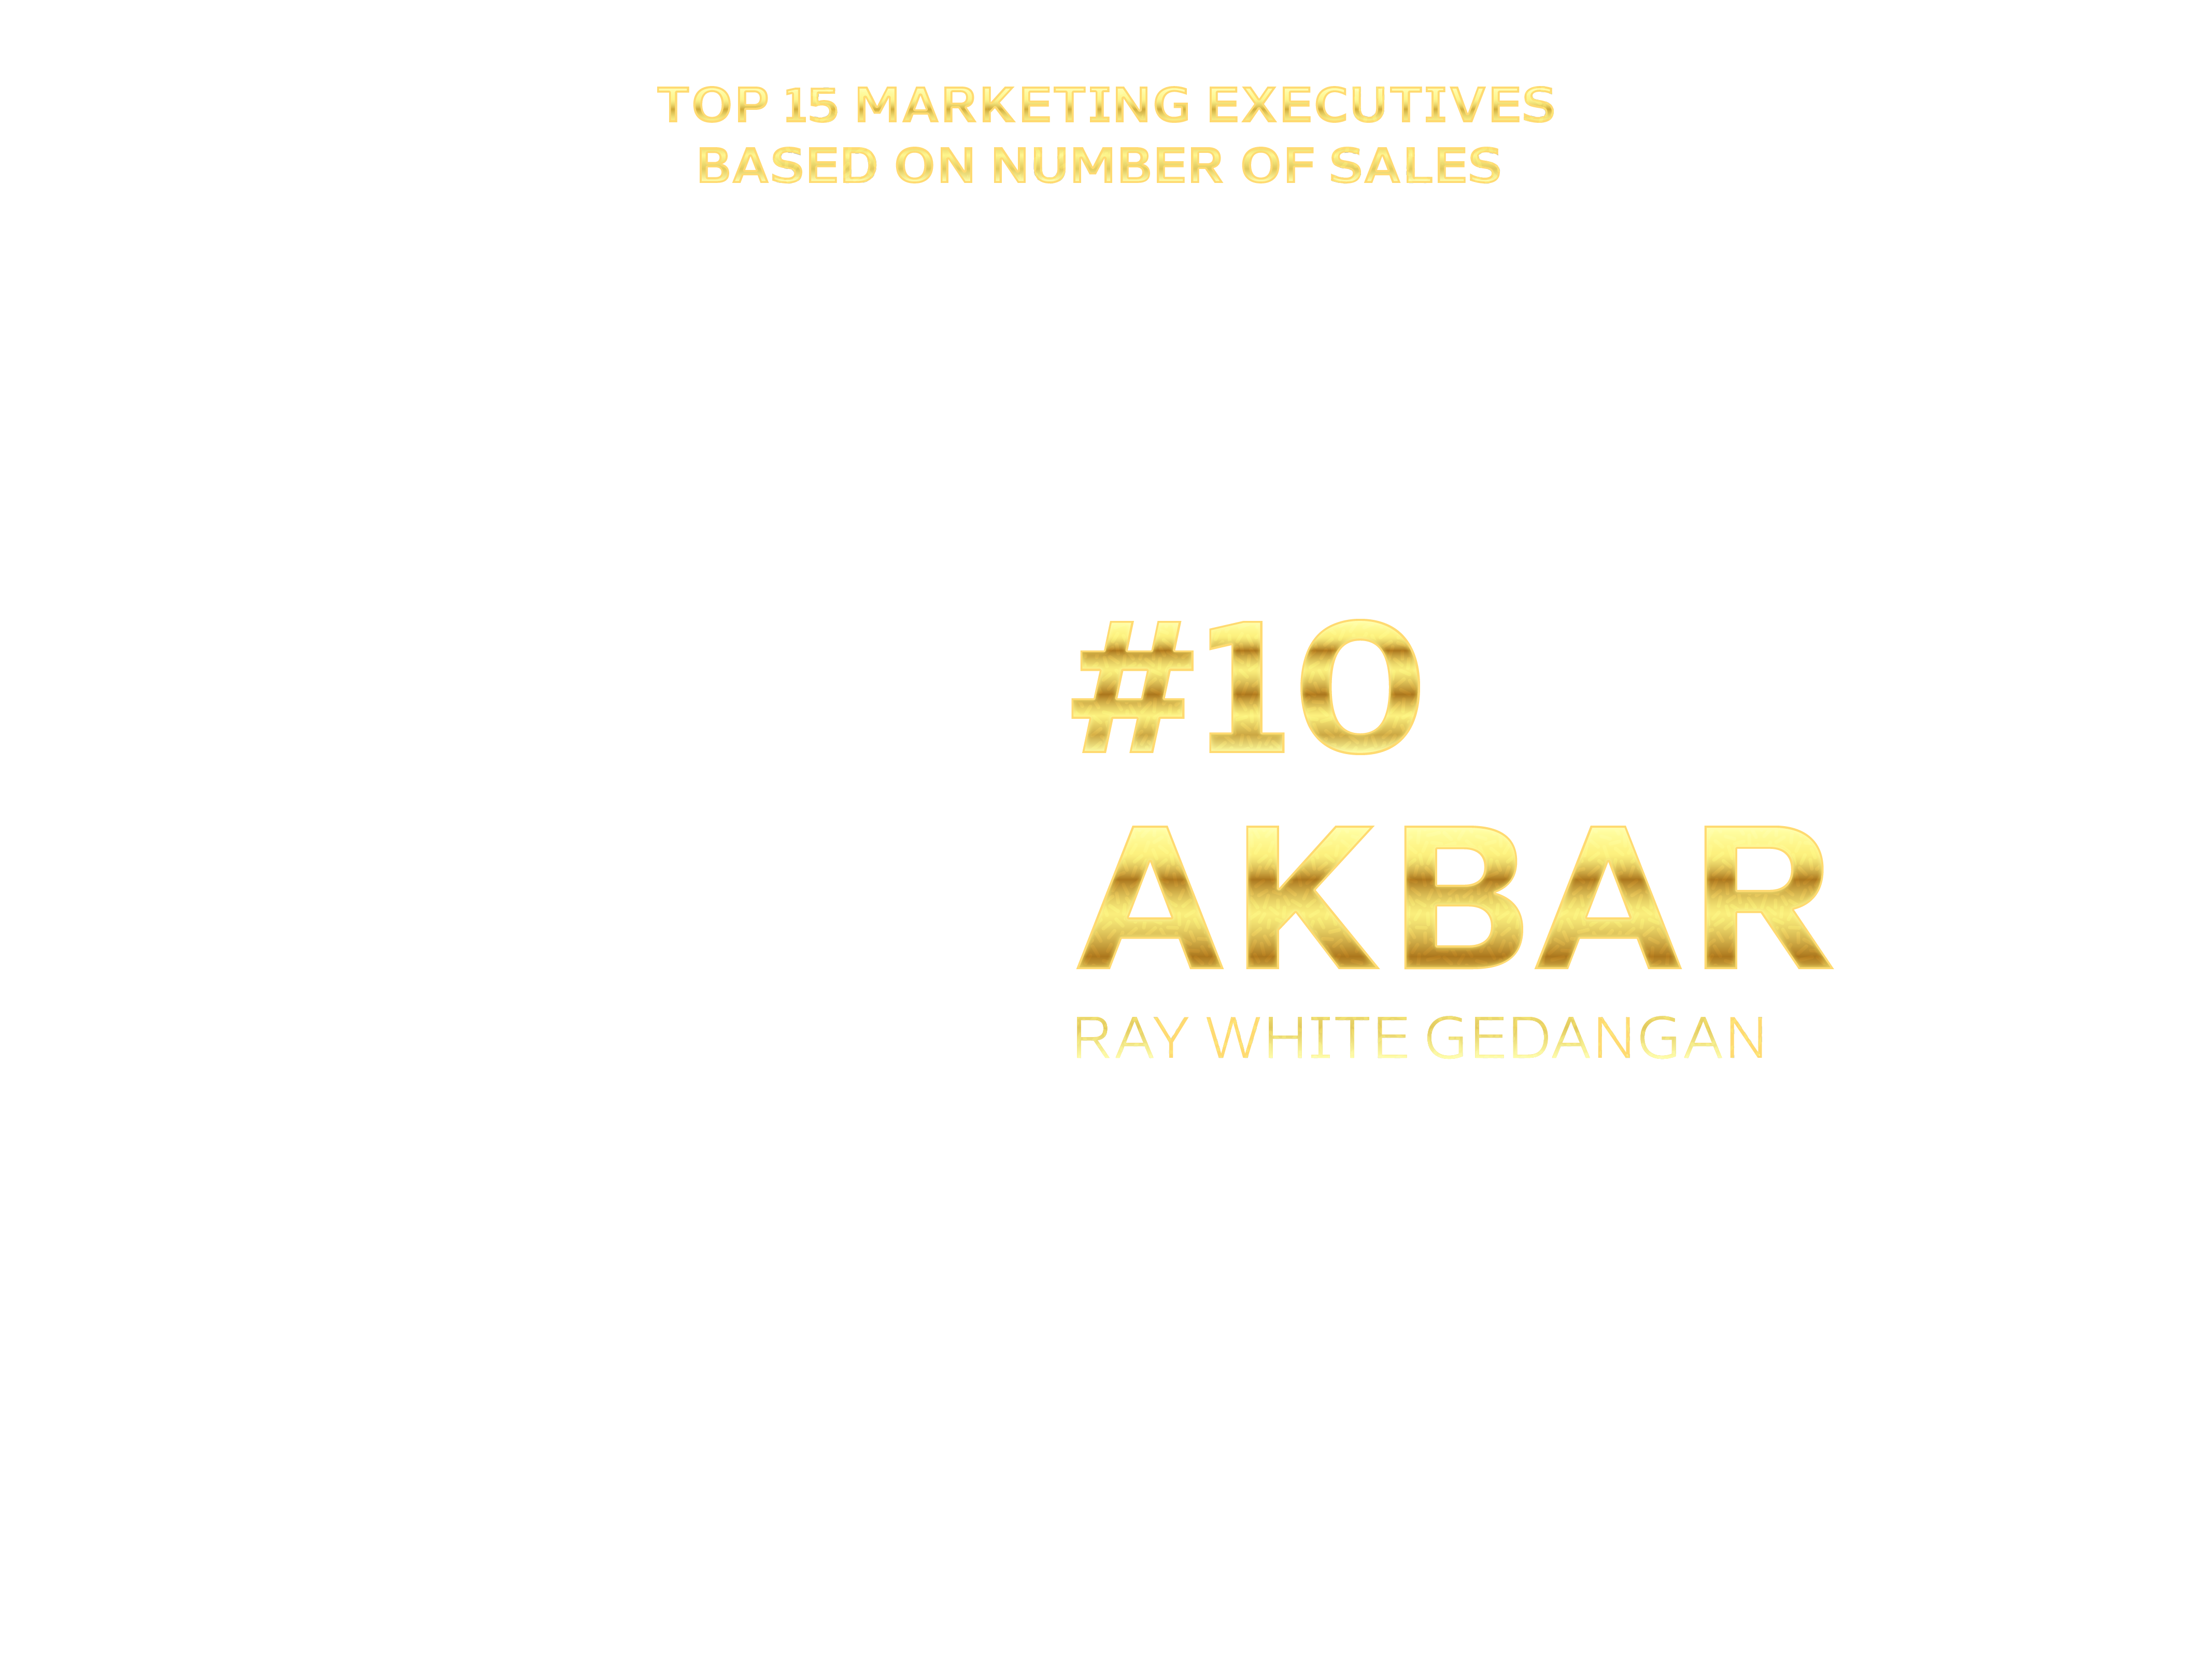 TOP 15 MARKETING EXECUTIVES
BASED ON NUMBER OF SALES
#10
AKBAR
RAY WHITE GEDANGAN